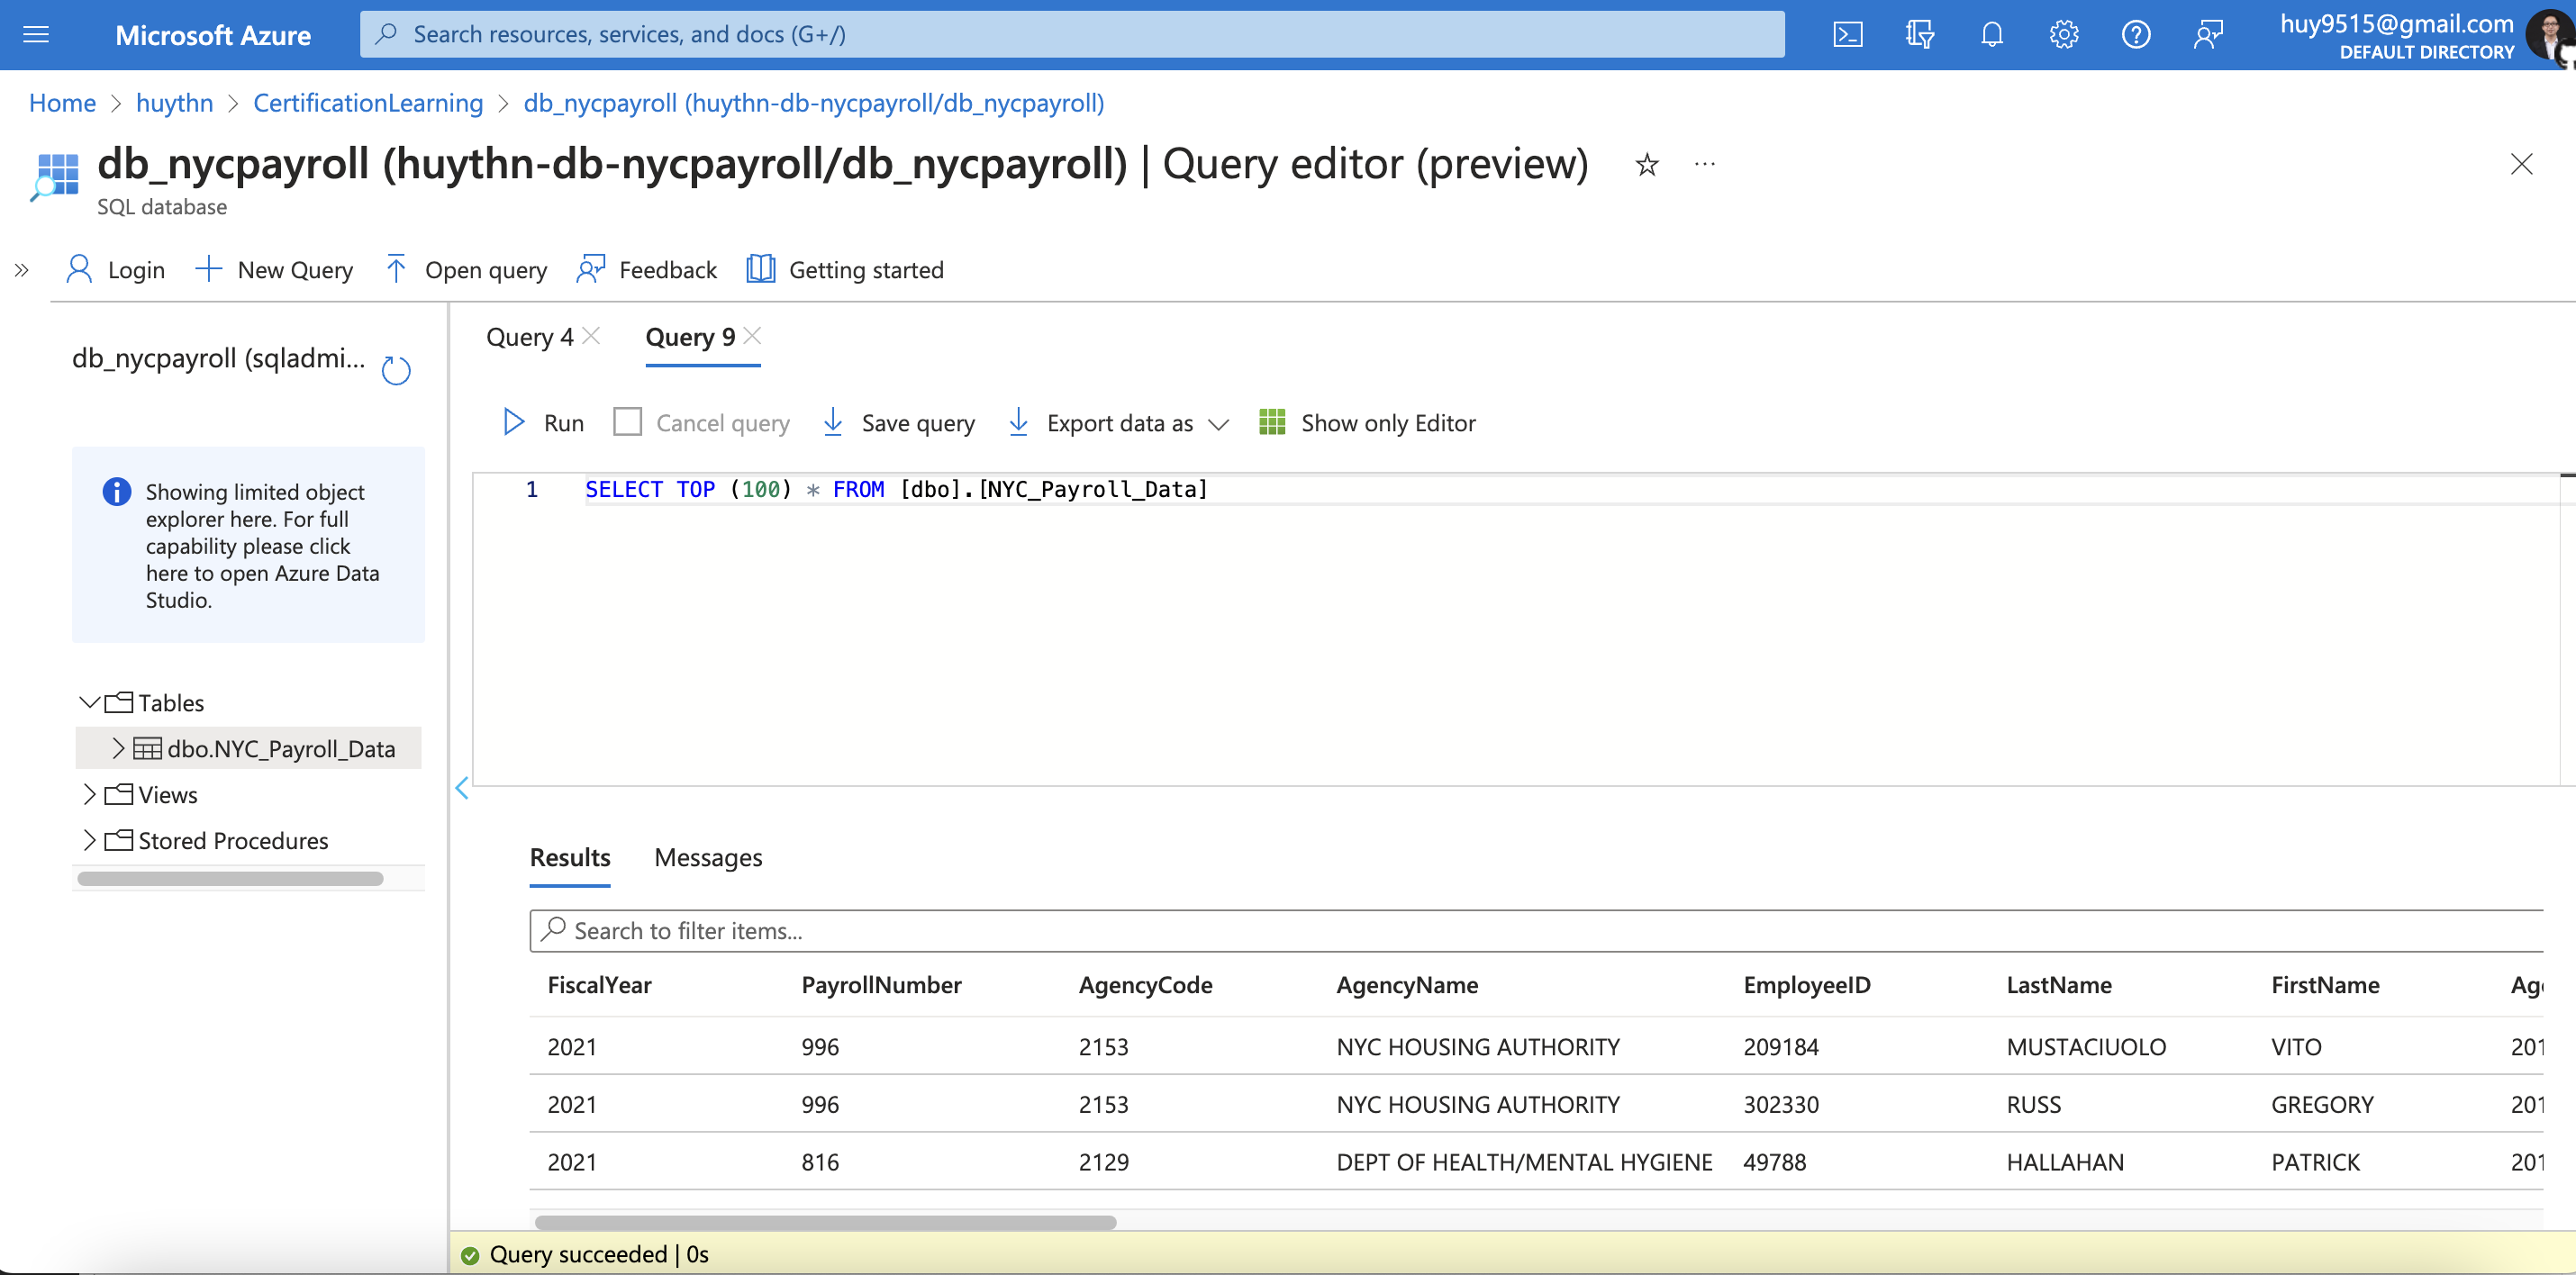 Microsoft Azure
Search resources, services, and docs (G+/)
huy9515@gmail.com
DEFAULT DIRECTORY
Home > huythn > CertificationLearning > db_nycpayroll (huythn-db-nycpayroll/db_nycpayroll)
db_nycpayroll (huythn-db-nycpayroll/db_nycpayroll) | Query editor (preview)
SQL database
Login
New Query
Open query
Feedback
Getting started
db_nycpayroll (sqladmi...
Showing limited object
explorer here. For full
capability please click
here to open Azure Data
Studio.
Tables
dbo.NYC_Payroll_Data
Views
Stored Procedures
Query 4
Query 9
Run
Cancel query
Save query
Export data as
Show only Editor
1 SELECT TOP (100) * FROM [dbo].[NYC_Payroll_Data]
Results
Messages
Search to filter items...
FiscalYear PayrollNumber AgencyCode AgencyName EmployeeID LastName FirstName
2021 996 2153 NYC HOUSING AUTHORITY 209184 MUSTACIUOLO VITO 201
2021 996 2153 NYC HOUSING AUTHORITY 302330 RUSS GREGORY 201
2021 816 2129 DEPT OF HEALTH/MENTAL HYGIENE 49788 HALLAHAN PATRICK 201
Query succeeded | 0s